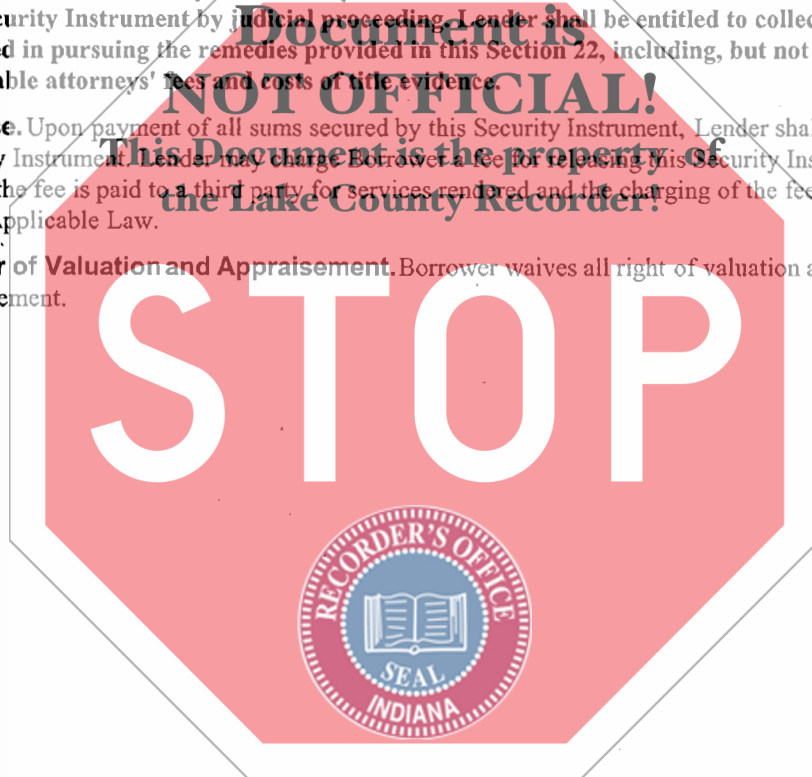 curity Instrument by judicial proceeding. Lender shall be entitled to collec
Document is
d in pursuing the remedies provided in this Section 22, including, but not
ble attorneys' fees and costs of title evidence.
NOT OFFICIAL!
e. Upon payment of all sums secured by this Security Instrument, Lender shal
This Document is the property of
y Instrument. Lender may charge Borrower a fee for releasing this Security Ins
the fee is paid to a third party for services rendered and the charging of the fee
the Lake County Recorder!
Applicable Law.
r of Valuation and Appraisement. Borrower waives all right of valuation a
ement.
STOP
RECORDER'S OFFICE
SEAL
INDIANA